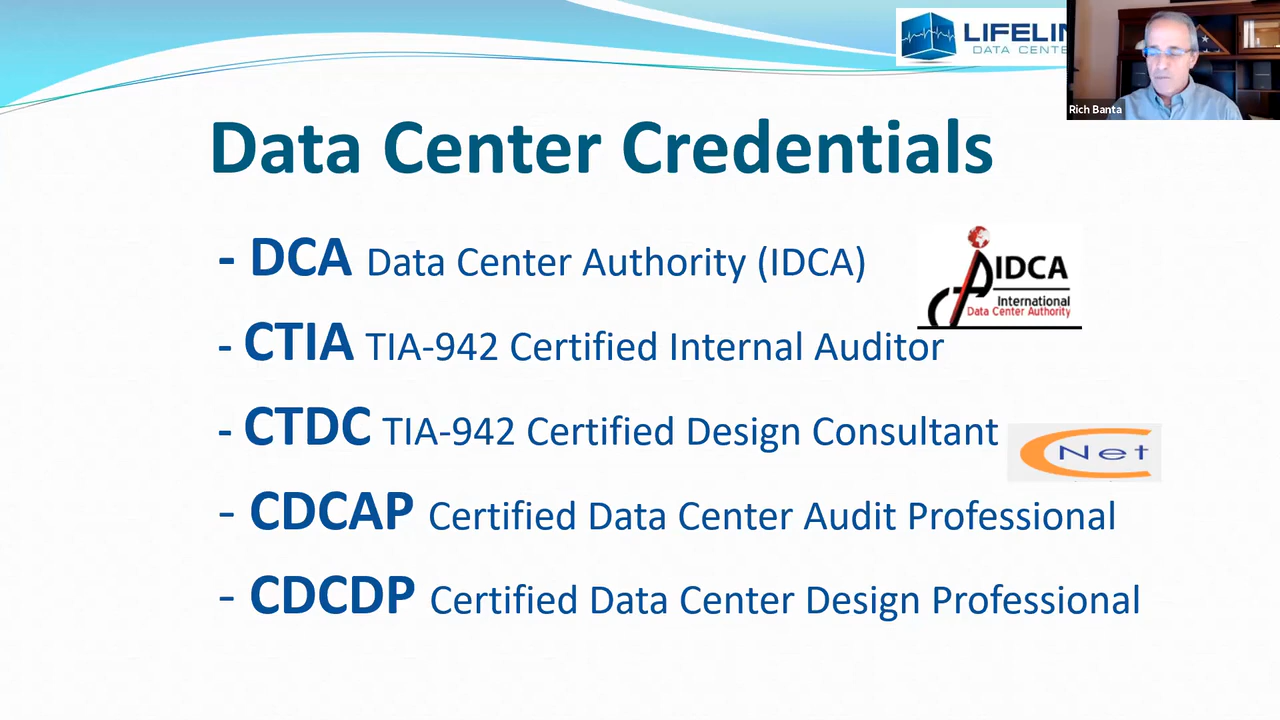 LIFELIN
DATA CENTE
Rich Banta
Data Center Credentials
- DCA Data Center Authority (IDCA)
IDCA
International
Data Center Authority
- CTIA TIA-942 Certified Internal Auditor
- CTDC TIA-942 Certified Design Consultant
CNet
- CDCAP Certified Data Center Audit Professional
- CDCDP Certified Data Center Design Professional